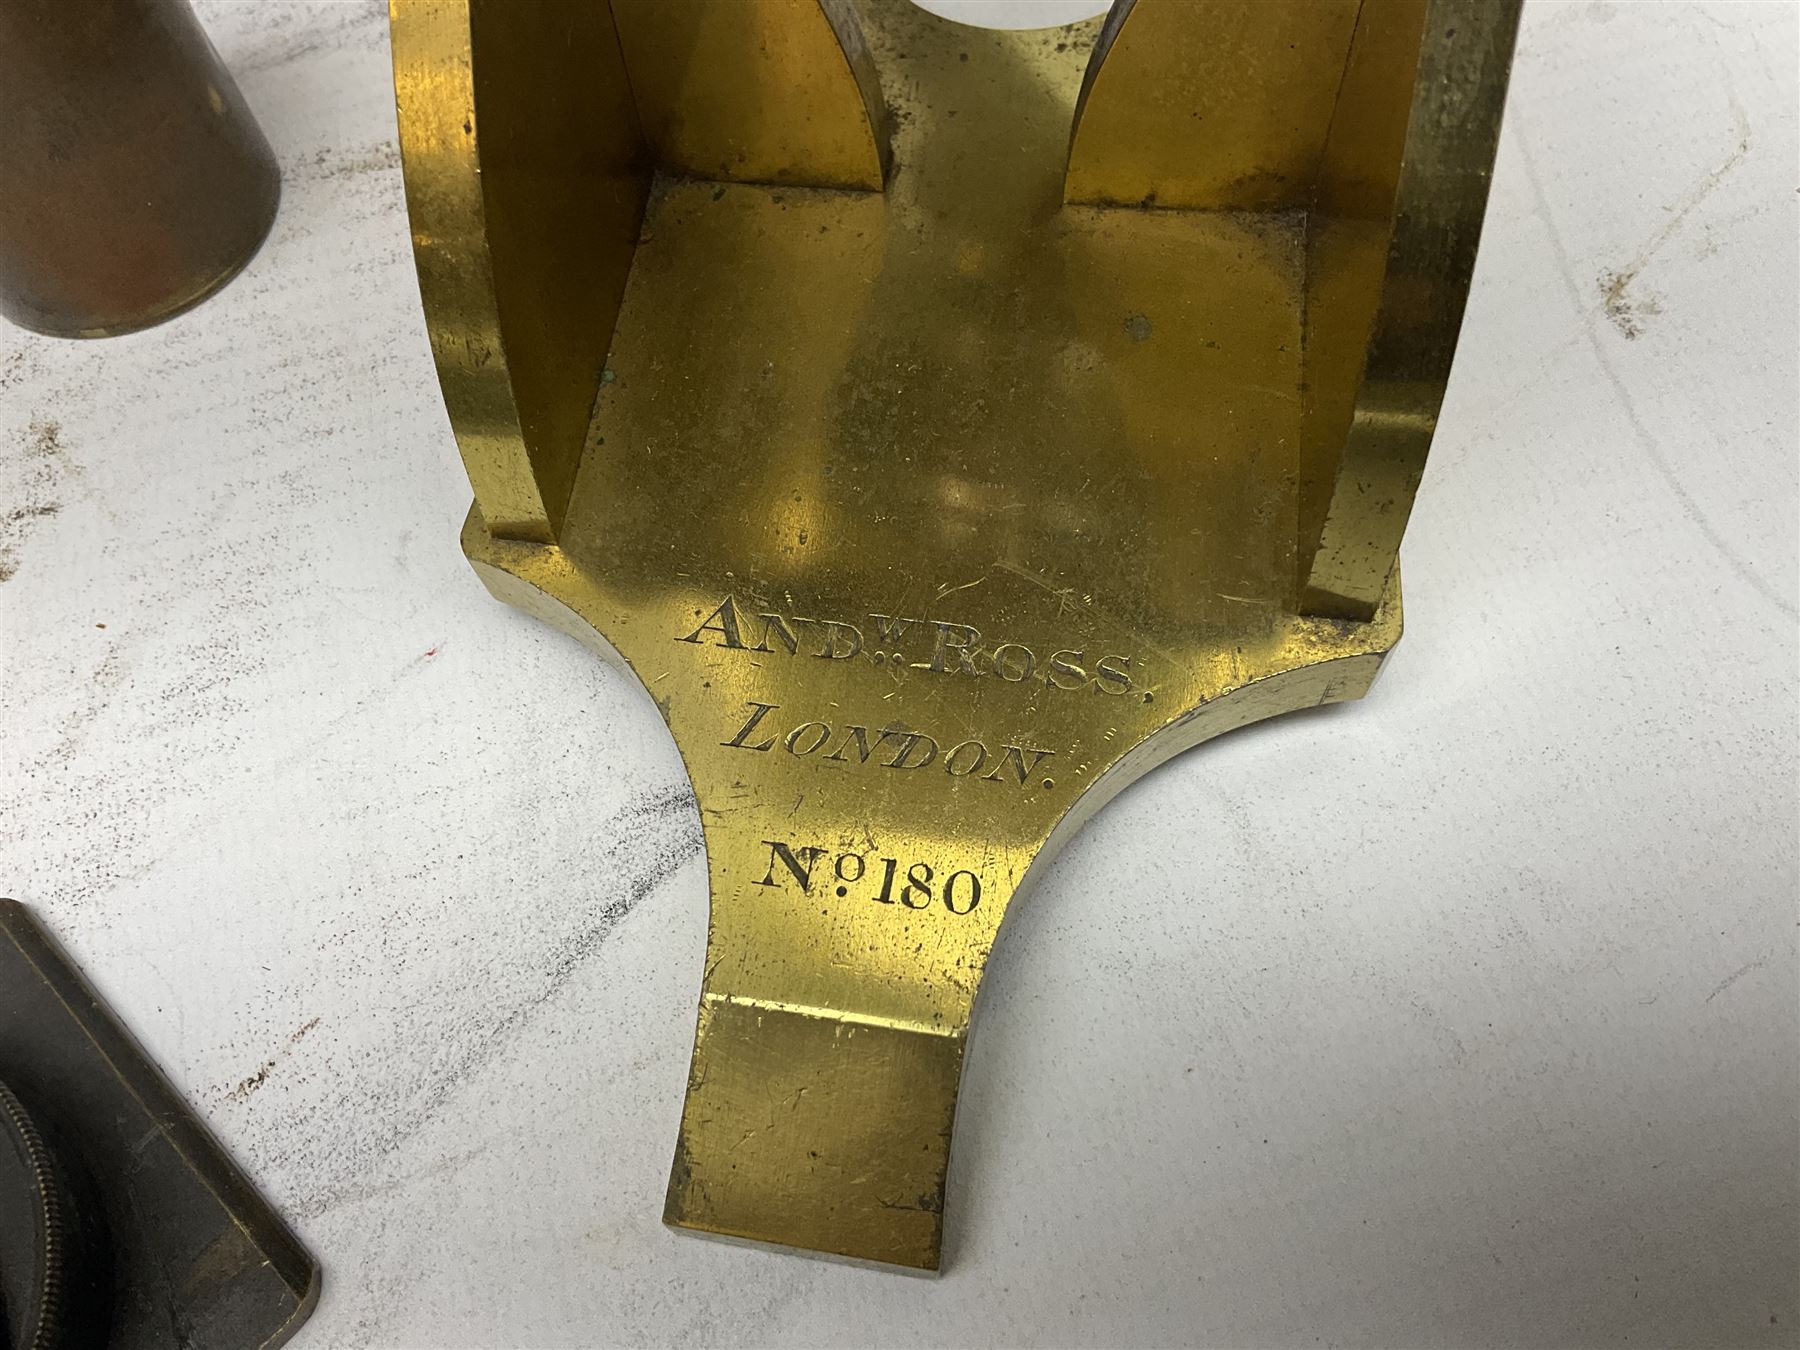 ANDW. ROSS,
LONDON.
No. 180